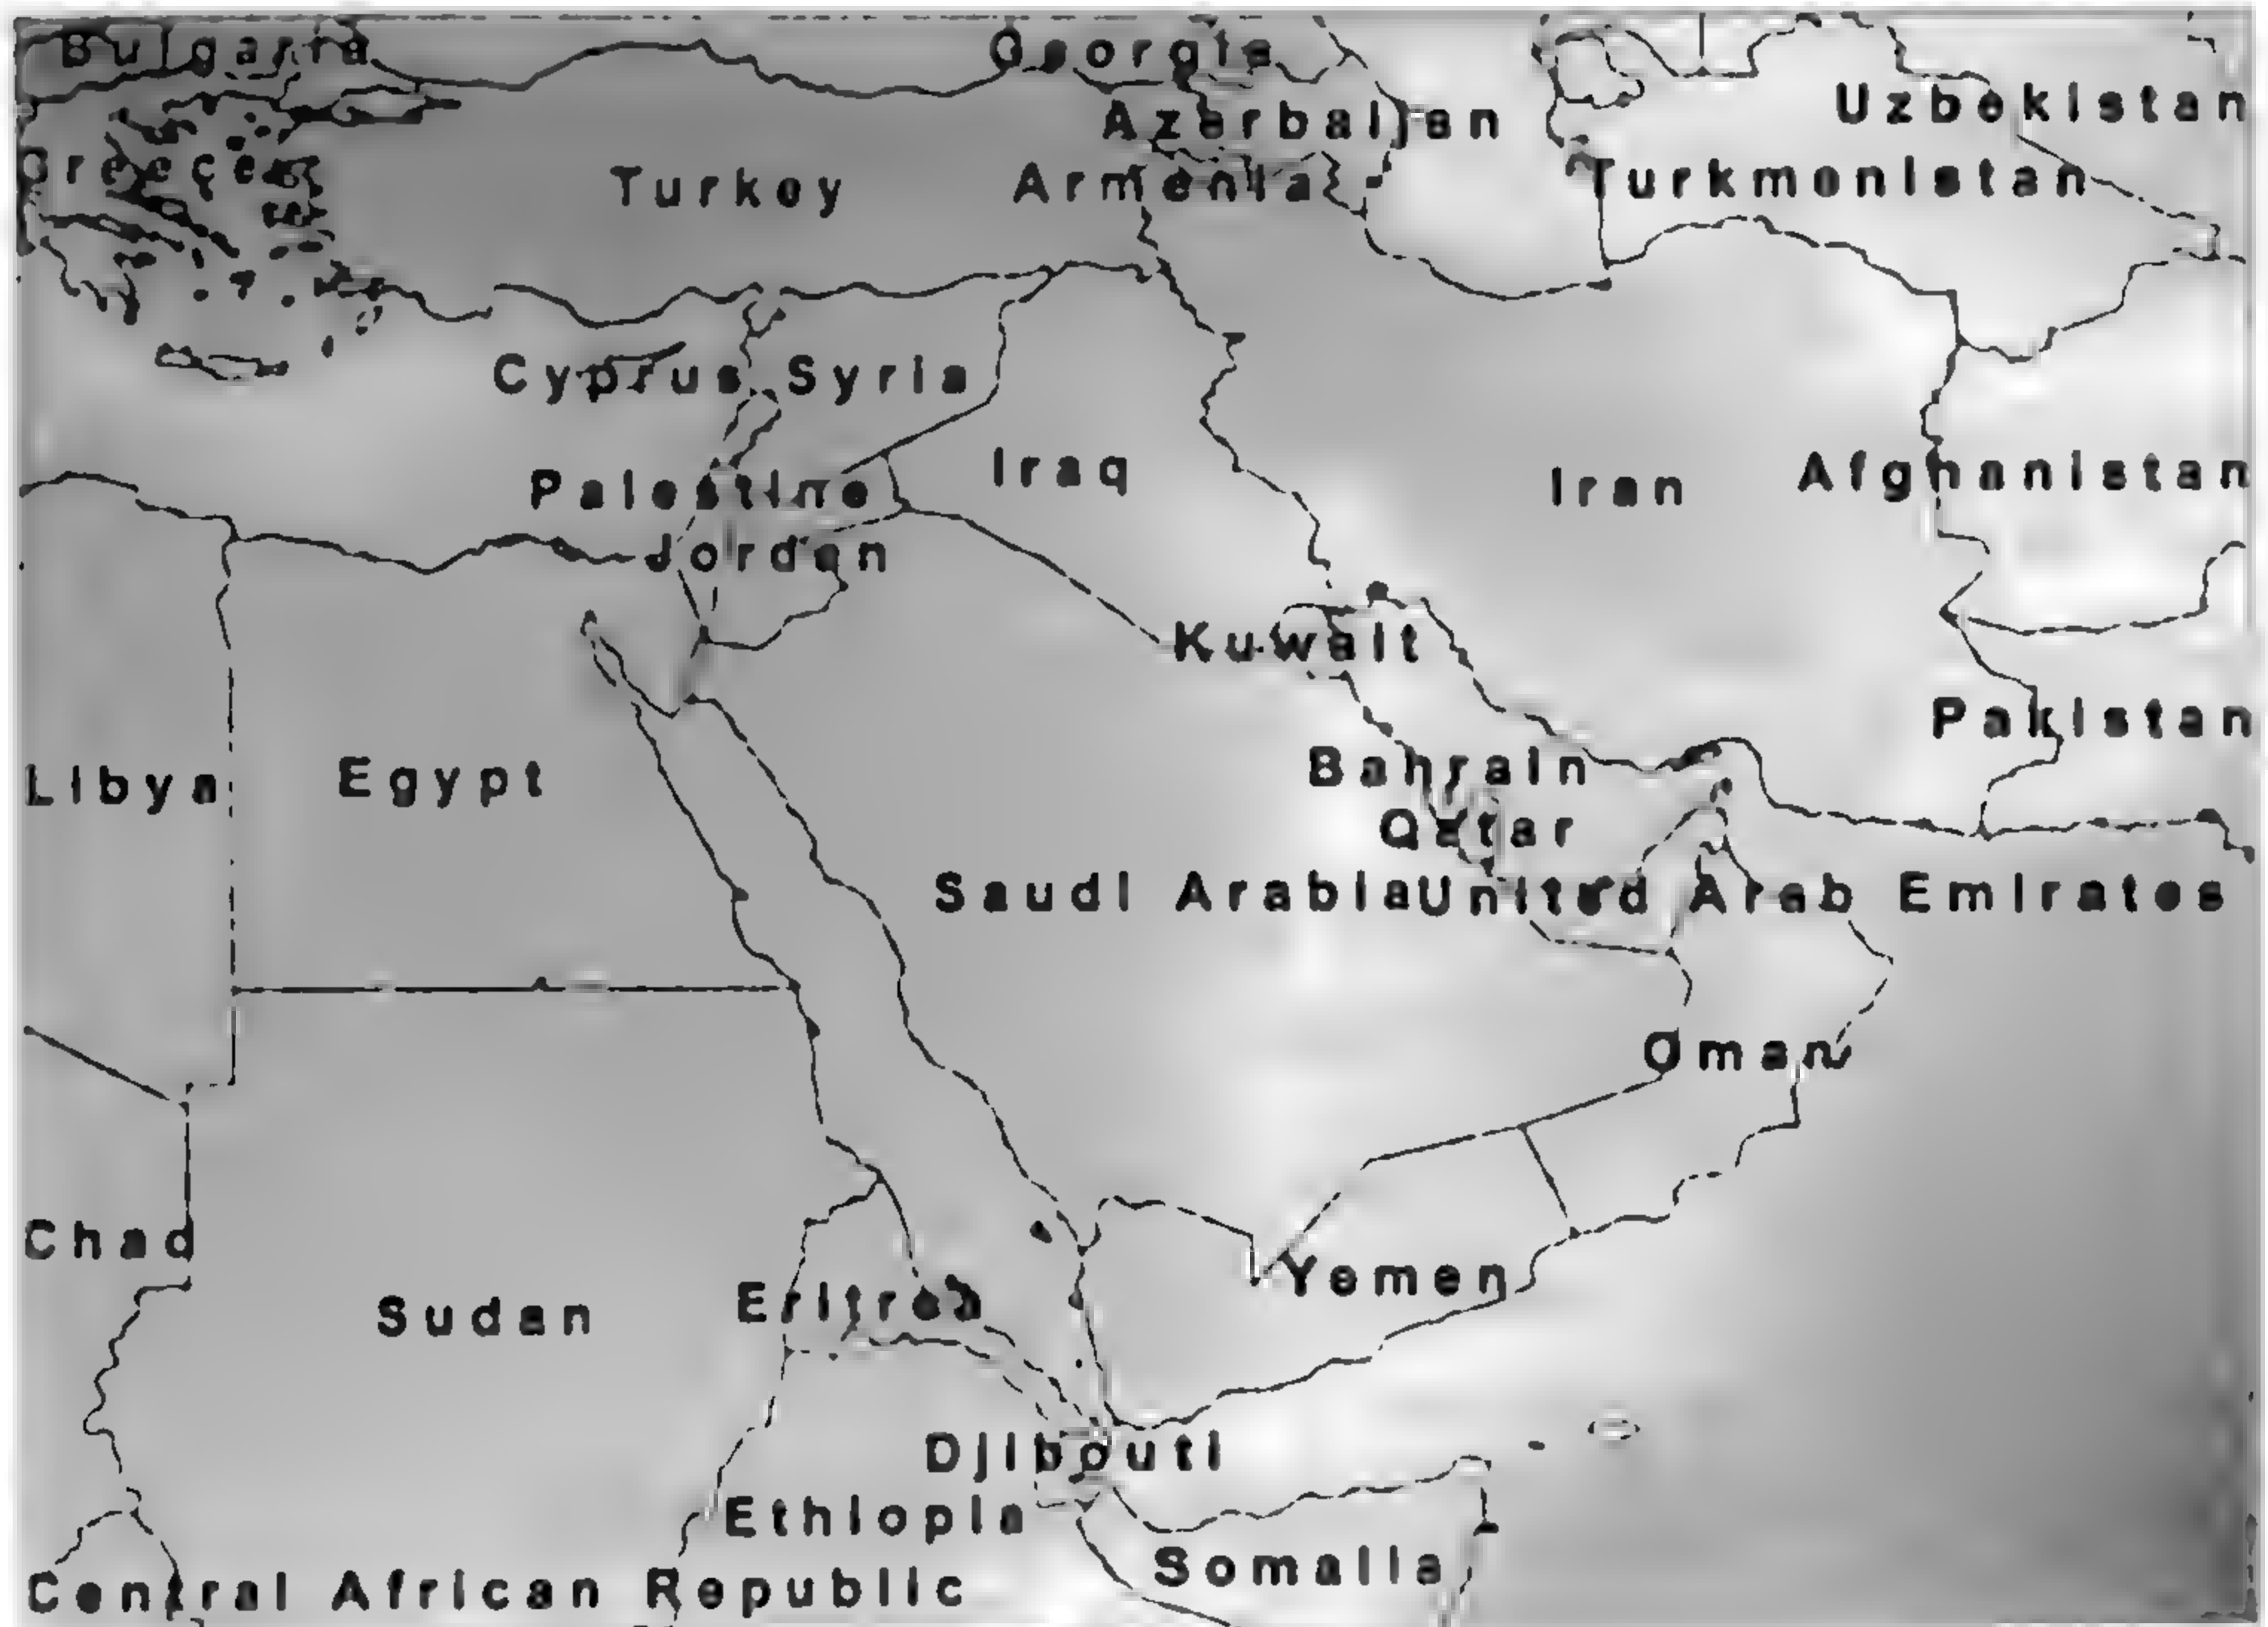 Bulgaria
Georgia
Azerbaijan
Uzbekistan
Greece
Turkey
Armenia
Turkmenistan
Cyprus
Syria
Palestine
Iraq
Iran
Afghanistan
Jordan
Kuwait
Pakistan
Libya
Egypt
Bahrain
Qatar
Saudi Arabia
United Arab Emirates
Oman
Chad
Sudan
Eritrea
Yemen
Djibouti
Ethiopia
Somalia
Central African Republic